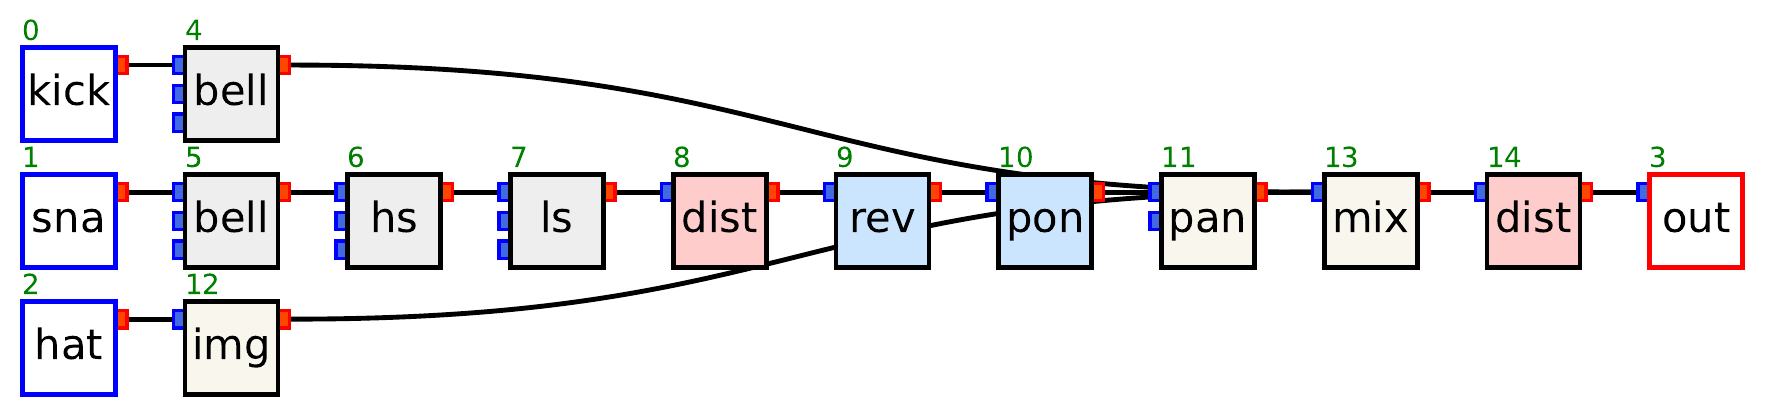 0 4
kick bell
1 5 6 7 8 9 10 11 13 14 3
sna bell hs ls dist rev pon pan mix dist out
2 12
hat img